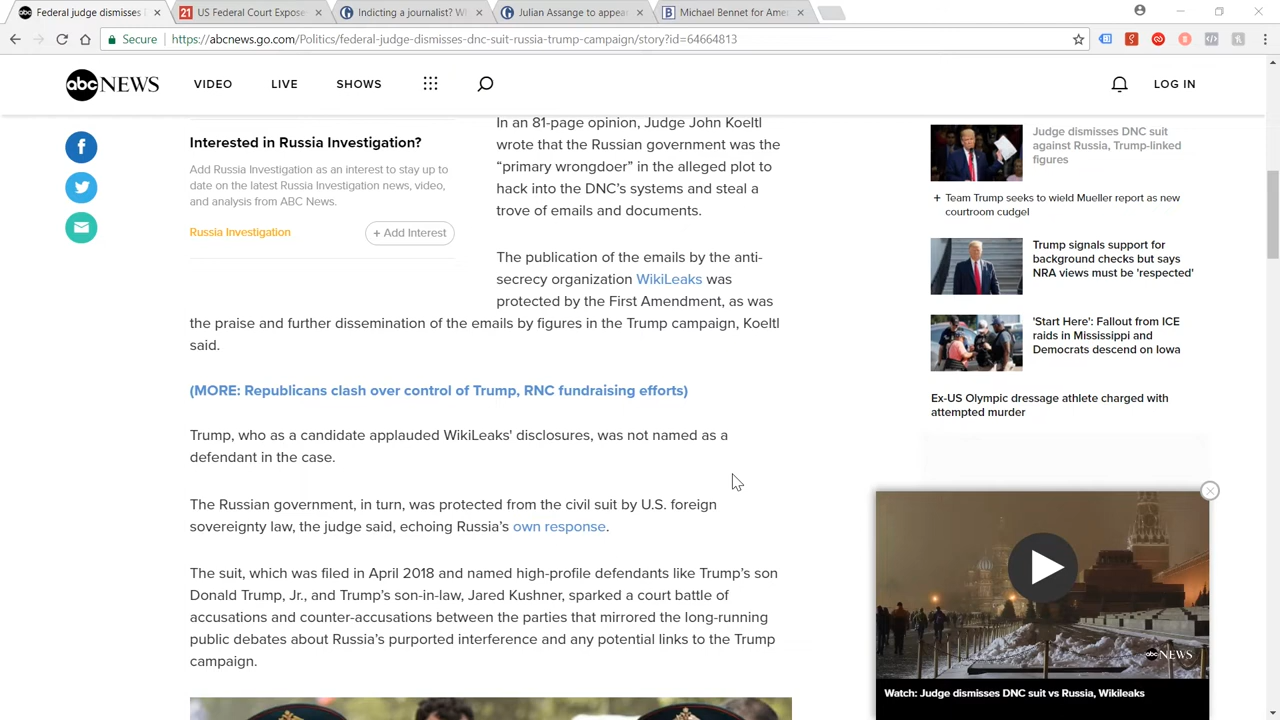 Federal judge dismisses
US Federal Court Expose
Indicting a journalist? Wi
Julian Assange to appea
Michael Bennet for Ame
Secure
https://abcnews.go.com/Politics/federal-judge-dismisses-dnc-suit-russia-trump-campaign/story?id=64664813
abc NEWS
VIDEO
LIVE
SHOWS
LOG IN
Interested in Russia Investigation?
Add Russia Investigation as an interest to stay up to
date on the latest Russia Investigation news, video,
and analysis from ABC News.
Russia Investigation
+ Add Interest
In an 81-page opinion, Judge John Koeltl
wrote that the Russian government was the
“primary wrongdoer” in the alleged plot to
hack into the DNC’s systems and steal a
trove of emails and documents.
The publication of the emails by the anti-
secrecy organization WikiLeaks was
protected by the First Amendment, as was
the praise and further dissemination of the emails by figures in the Trump campaign, Koeltl
said.
(MORE: Republicans clash over control of Trump, RNC fundraising efforts)
Trump, who as a candidate applauded WikiLeaks' disclosures, was not named as a
defendant in the case.
The Russian government, in turn, was protected from the civil suit by U.S. foreign
sovereignty law, the judge said, echoing Russia’s own response.
The suit, which was filed in April 2018 and named high-profile defendants like Trump’s son
Donald Trump, Jr., and Trump’s son-in-law, Jared Kushner, sparked a court battle of
accusations and counter-accusations between the parties that mirrored the long-running
public debates about Russia’s purported interference and any potential links to the Trump
campaign.
Judge dismisses DNC suit
against Russia, Trump-linked
figures
+ Team Trump seeks to wield Mueller report as new
courtroom cudgel
Trump signals support for
background checks but says
NRA views must be 'respected'
'Start Here': Fallout from ICE
raids in Mississippi and
Democrats descend on Iowa
Ex-US Olympic dressage athlete charged with
attempted murder
abc NEWS
Watch: Judge dismisses DNC suit vs Russia, Wikileaks